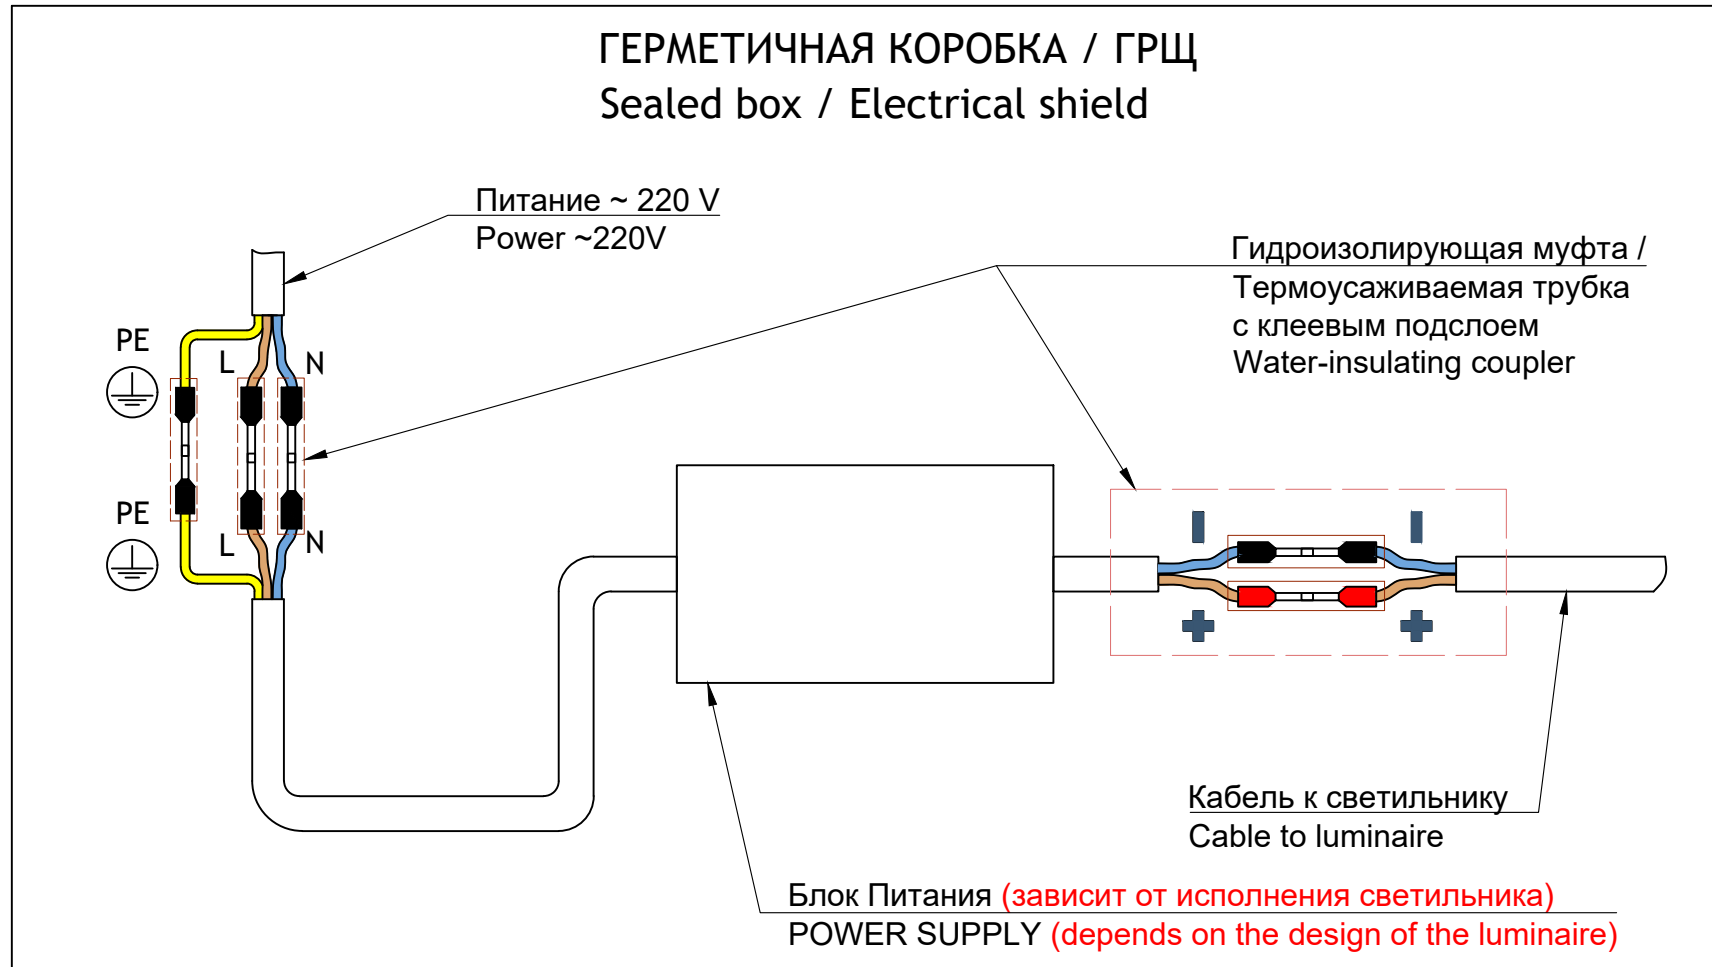 ГЕРМЕТИЧНАЯ КОРОБКА / ГРЩ
Sealed box / Electrical shield
Питание ~ 220 V
Power ~220V
Гидроизолирующая муфта /
Термоусаживаемая трубка
с клеевым подслоем
Water-insulating coupler
PE
L
N
PE
L
N
Кабель к светильнику
Cable to luminaire
Блок Питания (зависит от исполнения светильника)
POWER SUPPLY (depends on the design of the luminaire)